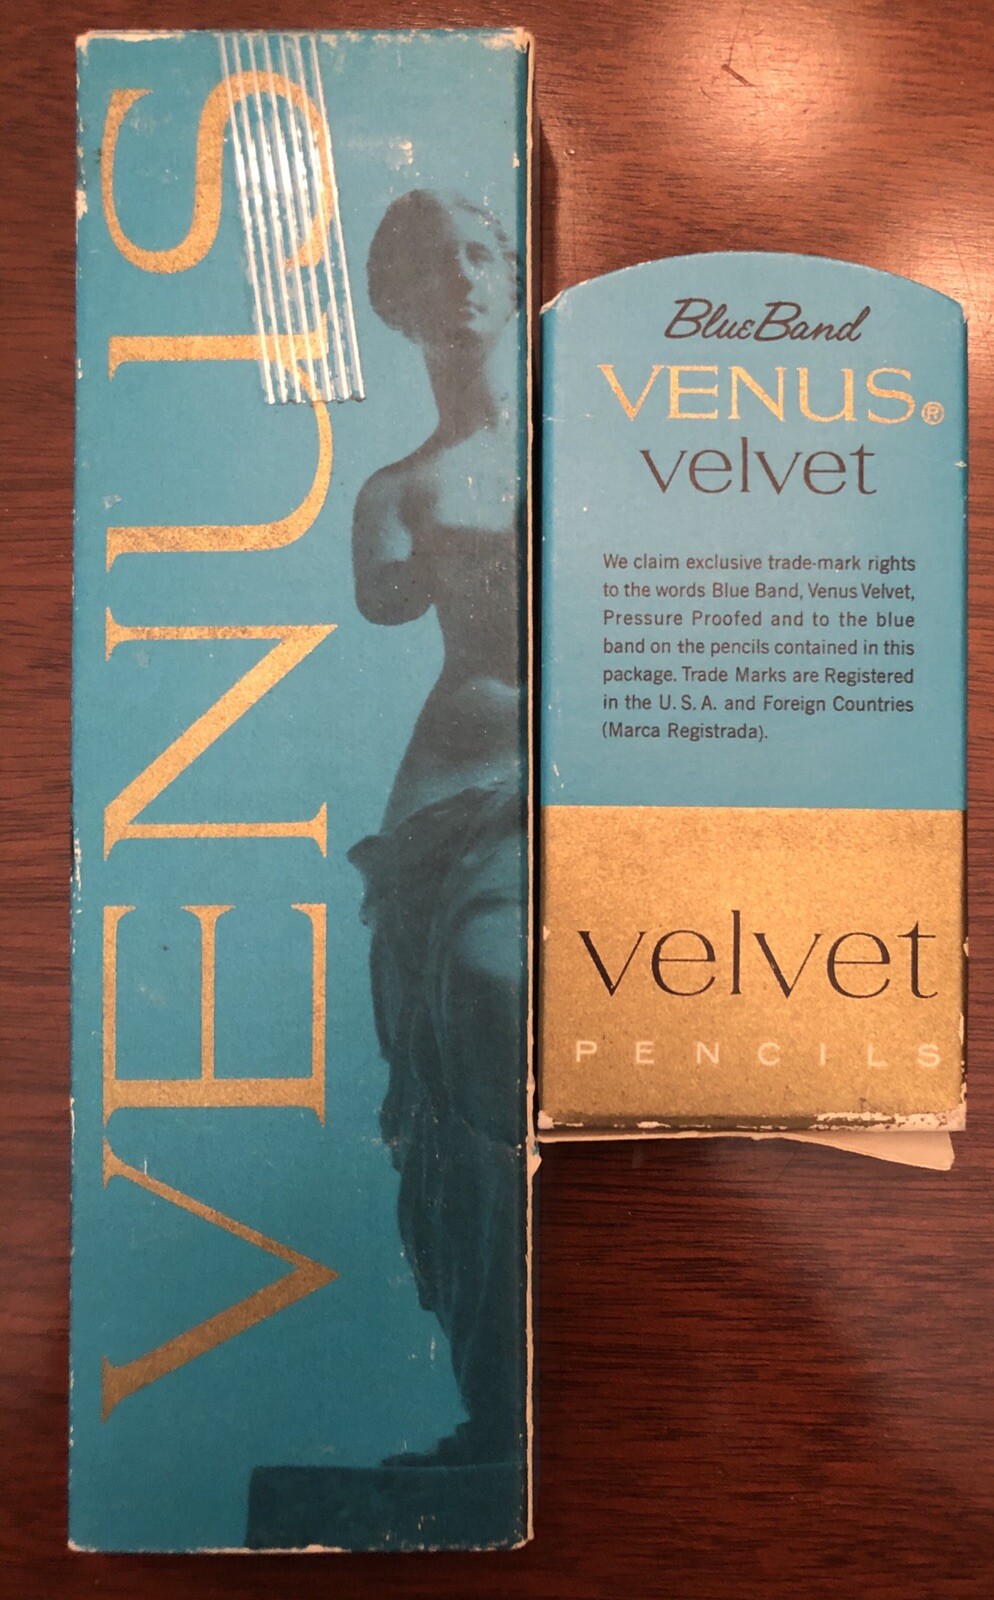 VENUS
Blue Band
VENUS®
velvet
We claim exclusive trade-mark rights
to the words Blue Band, Venus Velvet,
Pressure Proofed and to the blue
band on the pencils contained in this
package. Trade Marks are Registered
in the U. S. A. and Foreign Countries
(Marca Registrada).
velvet
PENCILS